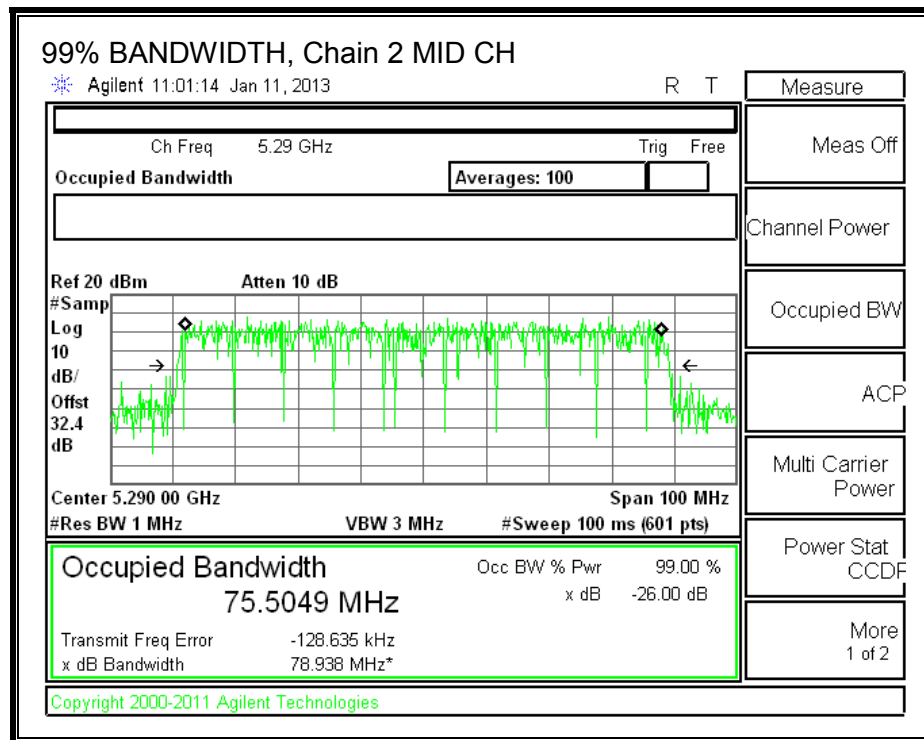 99% BANDWIDTH, Chain 2 MID CH
Agilent 11:01:14 Jan 11, 2013 R T
Measure
Ch Freq 5.29 GHz Trig Free
Meas Off
Occupied Bandwidth Averages: 100
Channel Power
Ref 20 dBm Atten 10 dB
#Samp
Log
10
dB/
Offst
32.4
dB
Occupied BW
ACP
Center 5.290 00 GHz Span 100 MHz
#Res BW 1 MHz VBW 3 MHz #Sweep 100 ms (601 pts)
Multi Carrier
Power
Occupied Bandwidth Occ BW % Pwr 99.00 %
75.5049 MHz x dB -26.00 dB
Power Stat
CCDF
Transmit Freq Error -128.635 kHz
x dB Bandwidth 78.938 MHz*
More
1 of 2
Copyright 2000-2011 Agilent Technologies